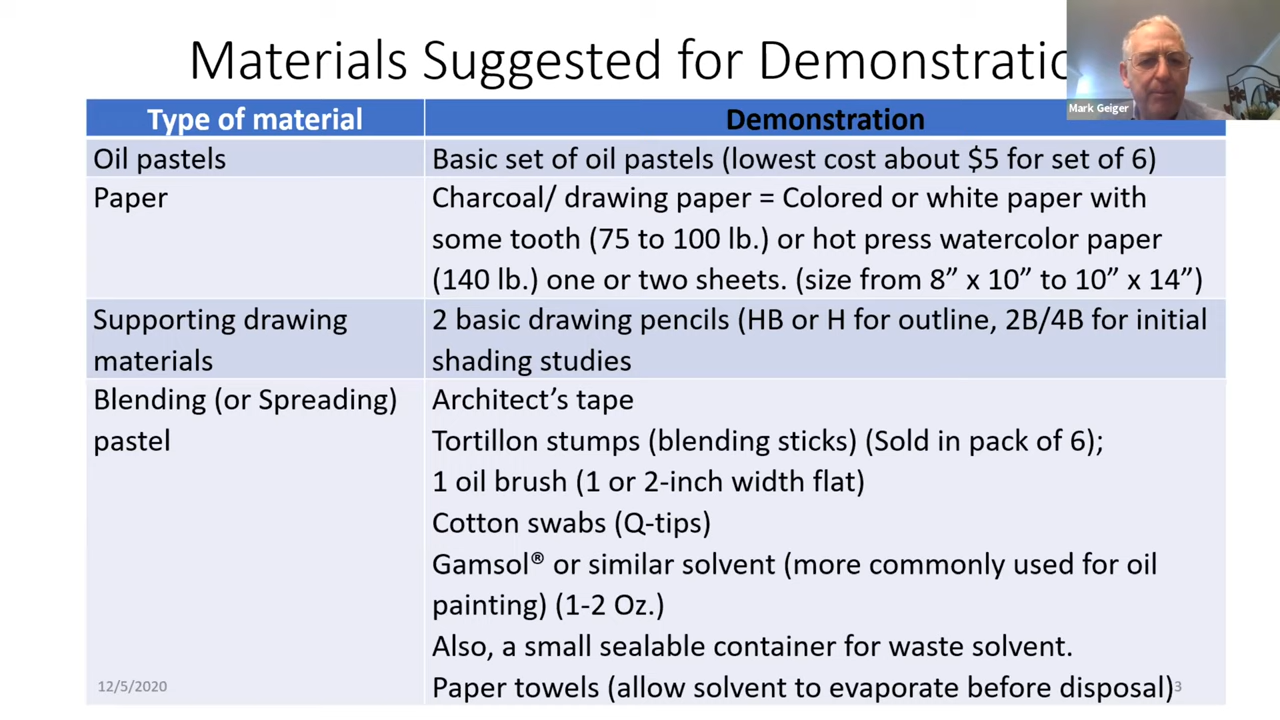 Materials Suggested for Demonstratio
Mark Geiger
Type of material
Demonstration
Oil pastels
Basic set of oil pastels (lowest cost about $5 for set of 6)
Paper
Charcoal/ drawing paper = Colored or white paper with
some tooth (75 to 100 lb.) or hot press watercolor paper
(140 lb.) one or two sheets. (size from 8” x 10” to 10” x 14”)
Supporting drawing
materials
2 basic drawing pencils (HB or H for outline, 2B/4B for initial
shading studies
Blending (or Spreading)
pastel
Architect’s tape
Tortillon stumps (blending sticks) (Sold in pack of 6);
1 oil brush (1 or 2-inch width flat)
Cotton swabs (Q-tips)
Gamsol® or similar solvent (more commonly used for oil
painting) (1-2 Oz.)
Also, a small sealable container for waste solvent.
Paper towels (allow solvent to evaporate before disposal)
12/5/2020
3